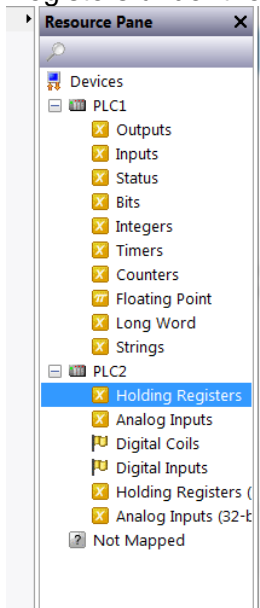 Resource Pane X
Devices
PLC1
Outputs
Inputs
Status
Bits
Integers
Timers
Counters
Floating Point
Long Word
Strings
PLC2
Holding Registers
Analog Inputs
Digital Coils
Digital Inputs
Holding Registers (
Analog Inputs (32-b
Not Mapped